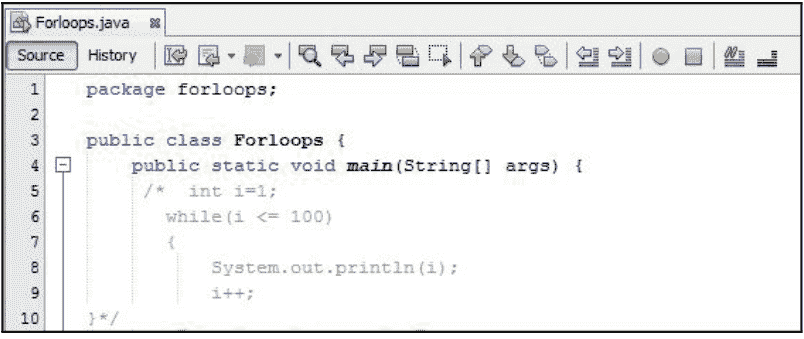 Forloops.java
Source History
1 package forloops;
2
3 public class Forloops {
4 public static void main(String[] args) {
5 /* int i=1;
6 while(i <= 100)
7 {
8 System.out.println(i);
9 i++;
10 }*/